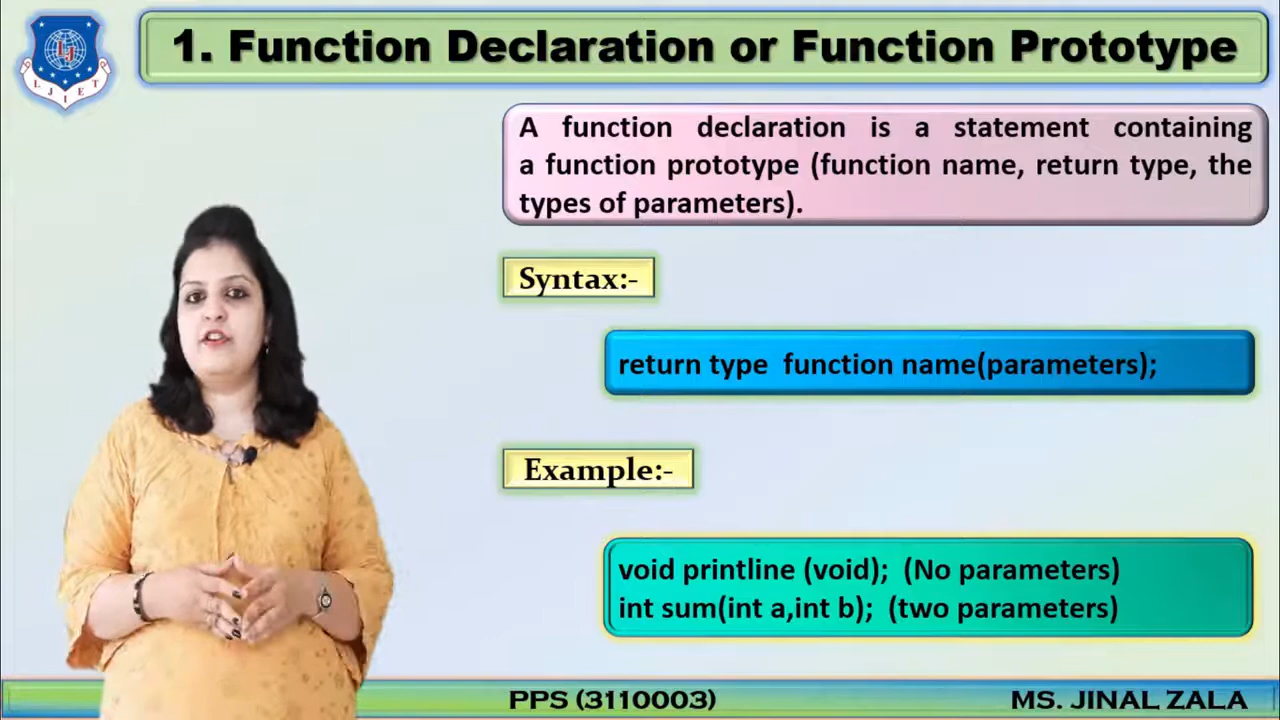 1. Function Declaration or Function Prototype
LJIET
A function declaration is a statement containing
a function prototype (function name, return type, the
types of parameters).
Syntax:-
return type function name(parameters);
Example:-
void printline (void); (No parameters)
int sum(int a,int b); (two parameters)
PPS (3110003)
MS. JINAL ZALA